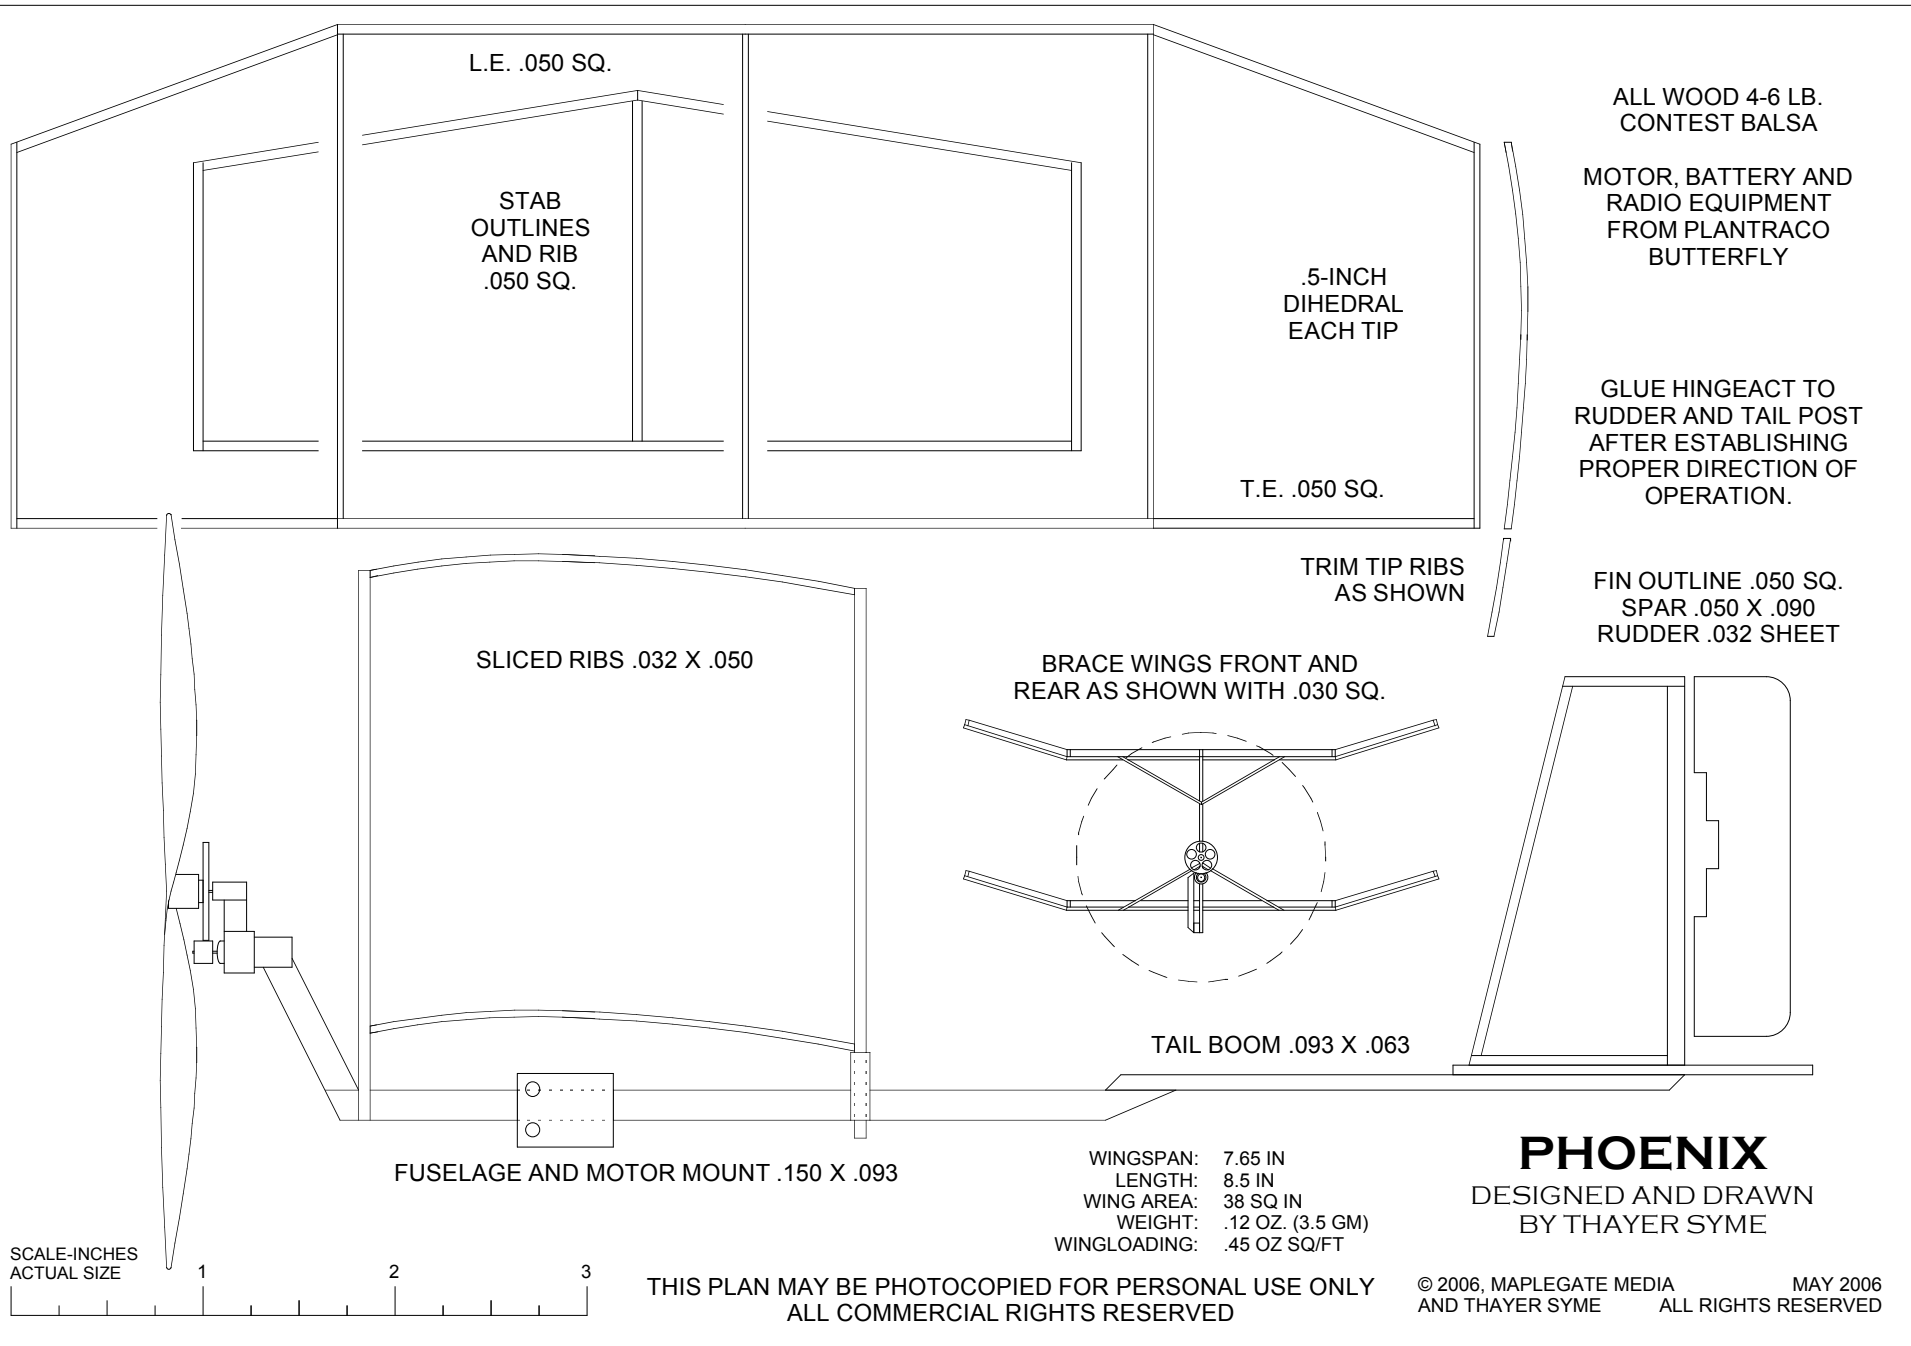 L.E. .050 SQ.
STAB
OUTLINES
AND RIB
.050 SQ.
.5-INCH
DIHEDRAL
EACH TIP
T.E. .050 SQ.
ALL WOOD 4-6 LB.
CONTEST BALSA
MOTOR, BATTERY AND
RADIO EQUIPMENT
FROM PLANTRACO
BUTTERFLY
GLUE HINGEACT TO
RUDDER AND TAIL POST
AFTER ESTABLISHING
PROPER DIRECTION OF
OPERATION.
TRIM TIP RIBS
AS SHOWN
FIN OUTLINE .050 SQ.
SPAR .050 X .090
RUDDER .032 SHEET
SLICED RIBS .032 X .050
BRACE WINGS FRONT AND
REAR AS SHOWN WITH .030 SQ.
TAIL BOOM .093 X .063
FUSELAGE AND MOTOR MOUNT .150 X .093
WINGSPAN: 7.65 IN
LENGTH: 8.5 IN
WING AREA: 38 SQ IN
WEIGHT: .12 OZ. (3.5 GM)
WINGLOADING: .45 OZ SQ/FT
PHOENIX
DESIGNED AND DRAWN
BY THAYER SYME
SCALE-INCHES
ACTUAL SIZE 1 2 3
THIS PLAN MAY BE PHOTOCOPIED FOR PERSONAL USE ONLY
ALL COMMERCIAL RIGHTS RESERVED
© 2006, MAPLEGATE MEDIA MAY 2006
AND THAYER SYME ALL RIGHTS RESERVED